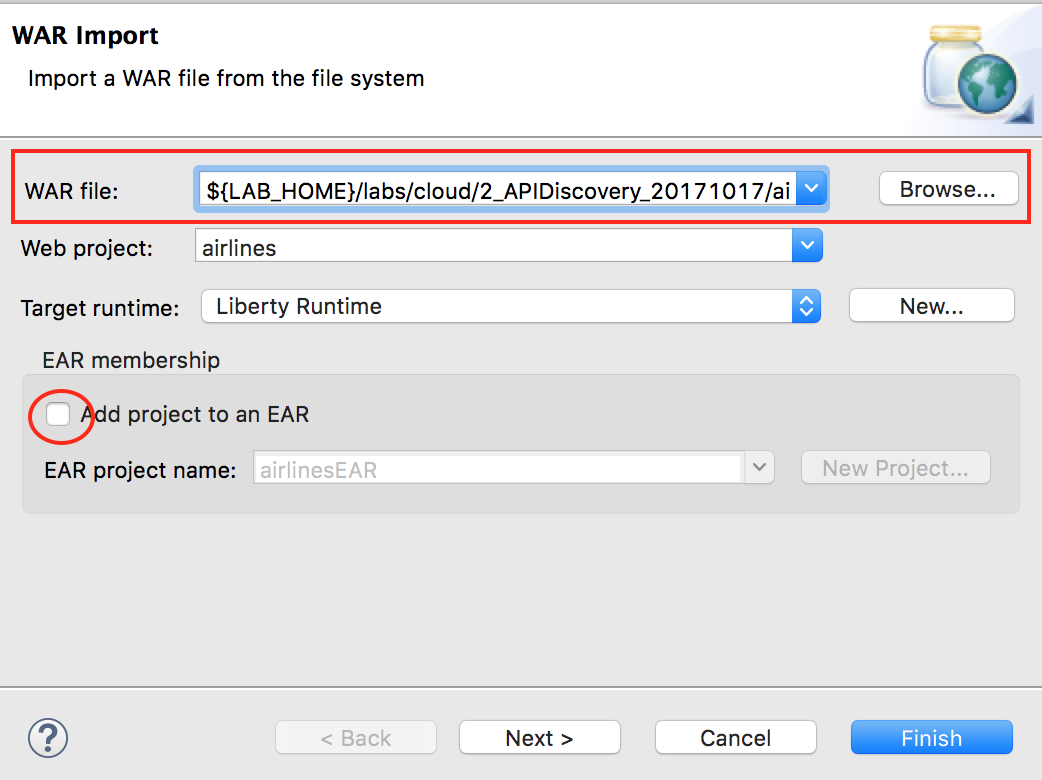 WAR Import
Import a WAR file from the file system
WAR file: ${LAB_HOME}/labs/cloud/2_APIDiscovery_20171017/ai Browse...
Web project: airlines
Target runtime: Liberty Runtime New...
EAR membership
Add project to an EAR
EAR project name: airlinesEAR New Project...
? < Back Next > Cancel Finish